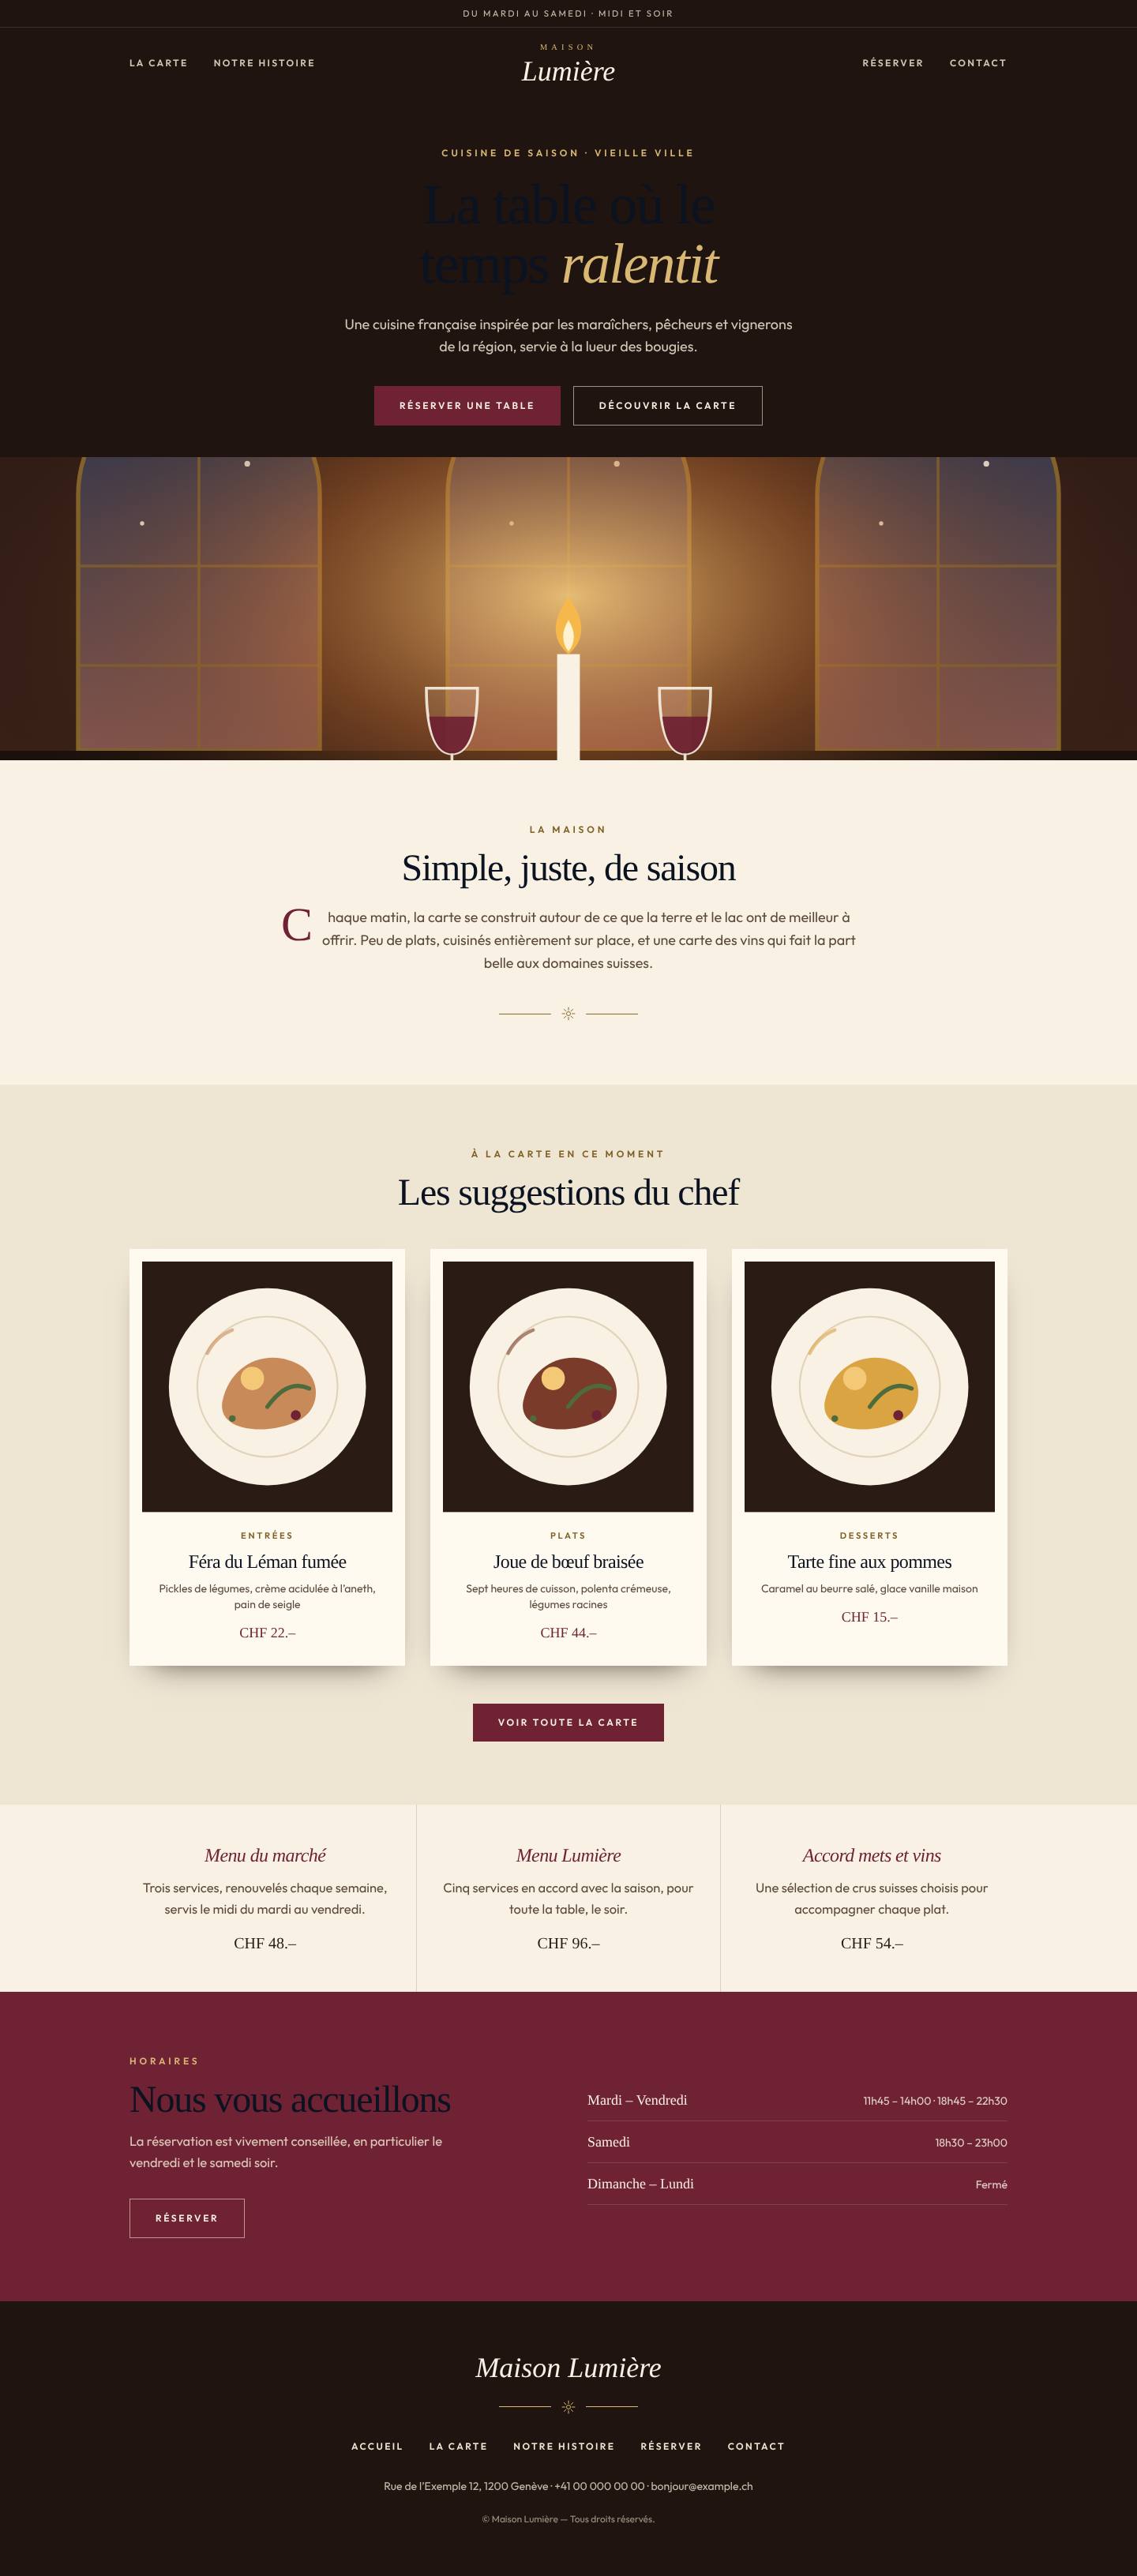 DU MARDI AU SAMEDI · MIDI ET SOIR
LA CARTE
NOTRE HISTOIRE
MAISON
Lumière
RÉSERVER
CONTACT
CUISINE DE SAISON · VIEILLE VILLE
La table où le
temps ralentit
Une cuisine française inspirée par les maraîchers, pêcheurs et vignerons
de la région, servie à la lueur des bougies.
RÉSERVER UNE TABLE
DÉCOUVRIR LA CARTE
LA MAISON
Simple, juste, de saison
Chaque matin, la carte se construit autour de ce que la terre et le lac ont de meilleur à
offrir. Peu de plats, cuisinés entièrement sur place, et une carte des vins qui fait la part
belle aux domaines suisses.
À LA CARTE EN CE MOMENT
Les suggestions du chef
ENTRÉES
Féra du Léman fumée
Pickles de légumes, crème acidulée à l'aneth,
pain de seigle
CHF 22.–
PLATS
Joue de bœuf braisée
Sept heures de cuisson, polenta crémeuse,
légumes racines
CHF 44.–
DESSERTS
Tarte fine aux pommes
Caramel au beurre salé, glace vanille maison
CHF 15.–
VOIR TOUTE LA CARTE
Menu du marché
Trois services, renouvelés chaque semaine,
servis le midi du mardi au vendredi.
CHF 48.–
Menu Lumière
Cinq services en accord avec la saison, pour
toute la table, le soir.
CHF 96.–
Accord mets et vins
Une sélection de crus suisses choisis pour
accompagner chaque plat.
CHF 54.–
HORAIRES
Nous vous accueillons
La réservation est vivement conseillée, en particulier le
vendredi et le samedi soir.
RÉSERVER
Mardi – Vendredi
11h45 – 14h00 · 18h45 – 22h30
Samedi
18h30 – 23h00
Dimanche – Lundi
Fermé
Maison Lumière
ACCUEIL
LA CARTE
NOTRE HISTOIRE
RÉSERVER
CONTACT
Rue de l'Exemple 12, 1200 Genève · +41 00 000 00 00 · bonjour@example.ch
© Maison Lumière — Tous droits réservés.